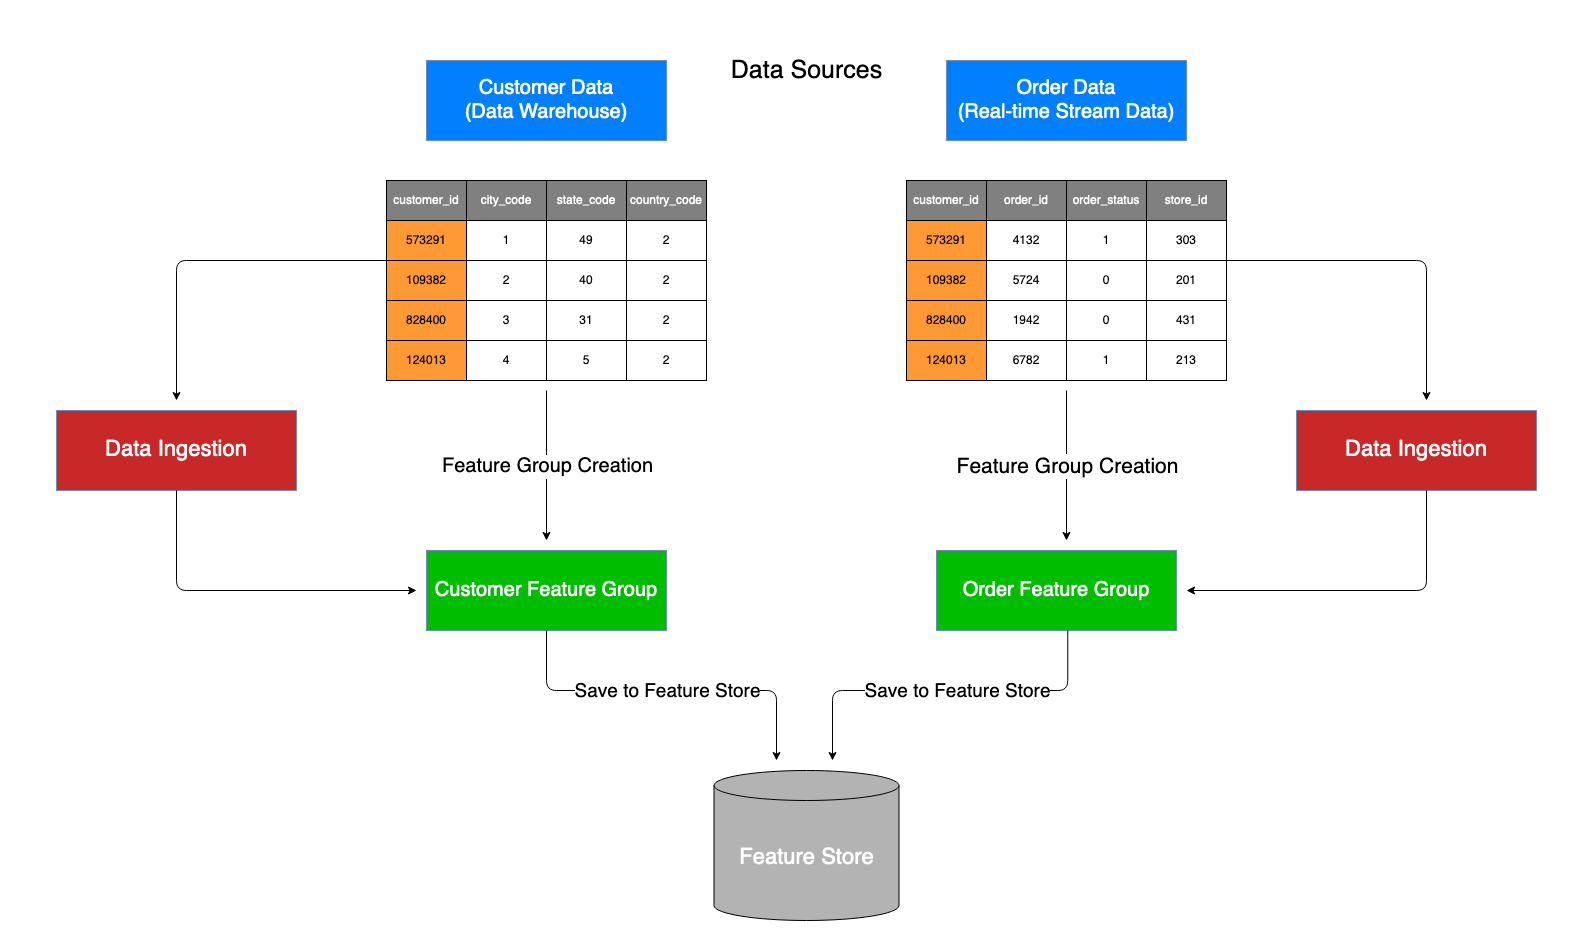 Data Sources
Customer Data
(Data Warehouse)
Order Data
(Real-time Stream Data)
customer_id city_code state_code country_code
573291 1 49 2
109382 2 40 2
828400 3 31 2
124013 4 5 2
customer_id order_id order_status store_id
573291 4132 1 303
109382 5724 0 201
828400 1942 0 431
124013 6782 1 213
Data Ingestion
Feature Group Creation
Feature Group Creation
Data Ingestion
Customer Feature Group
Order Feature Group
Save to Feature Store
Save to Feature Store
Feature Store